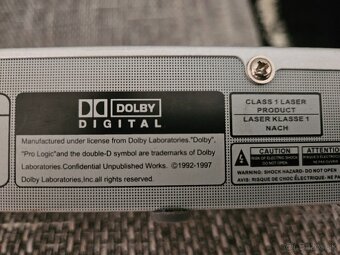 DOLBY
DIGITAL
Manufactured under license from Dolby Laboratories."Dolby".
"Pro Logic"and the double-D symbol are trademarks of Dolby
Laboratories.Confidential Unpublished Works. ©1992-1997
Dolby Laboratories,Inc.all rights reserved.
CLASS 1 LASER
PRODUCT
LASER KLASSE 1
NACH
CAUTION
RISK OF ELECTRIC SHOCK
DO NOT OPEN
ATTENTION
WARNING: SHOCK HAZARD - DO NOT OPEN
AVIS: RISQUE DE CHOC ÉLECTRIQUE - NE PAS